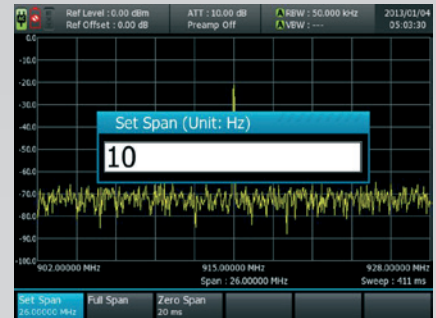 Ref Level : 0.00 dBm ATT : 10.00 dB RBW : 50.000 kHz 2013/01/04
Ref Offset : 0.00 dB Preamp Off VBW : --- 05:03:30
0.0
-10.0
-20.0
-30.0
-40.0
-50.0
-60.0
-70.0
-80.0
-90.0
-100.0
Set Span (Unit: Hz)
10
902.00000 MHz 915.00000 MHz 928.00000 MHz
Span : 26.00000 MHz Sweep : 411 ms
Set Span Full Span Zero Span
26.00000 MHz 20 ms